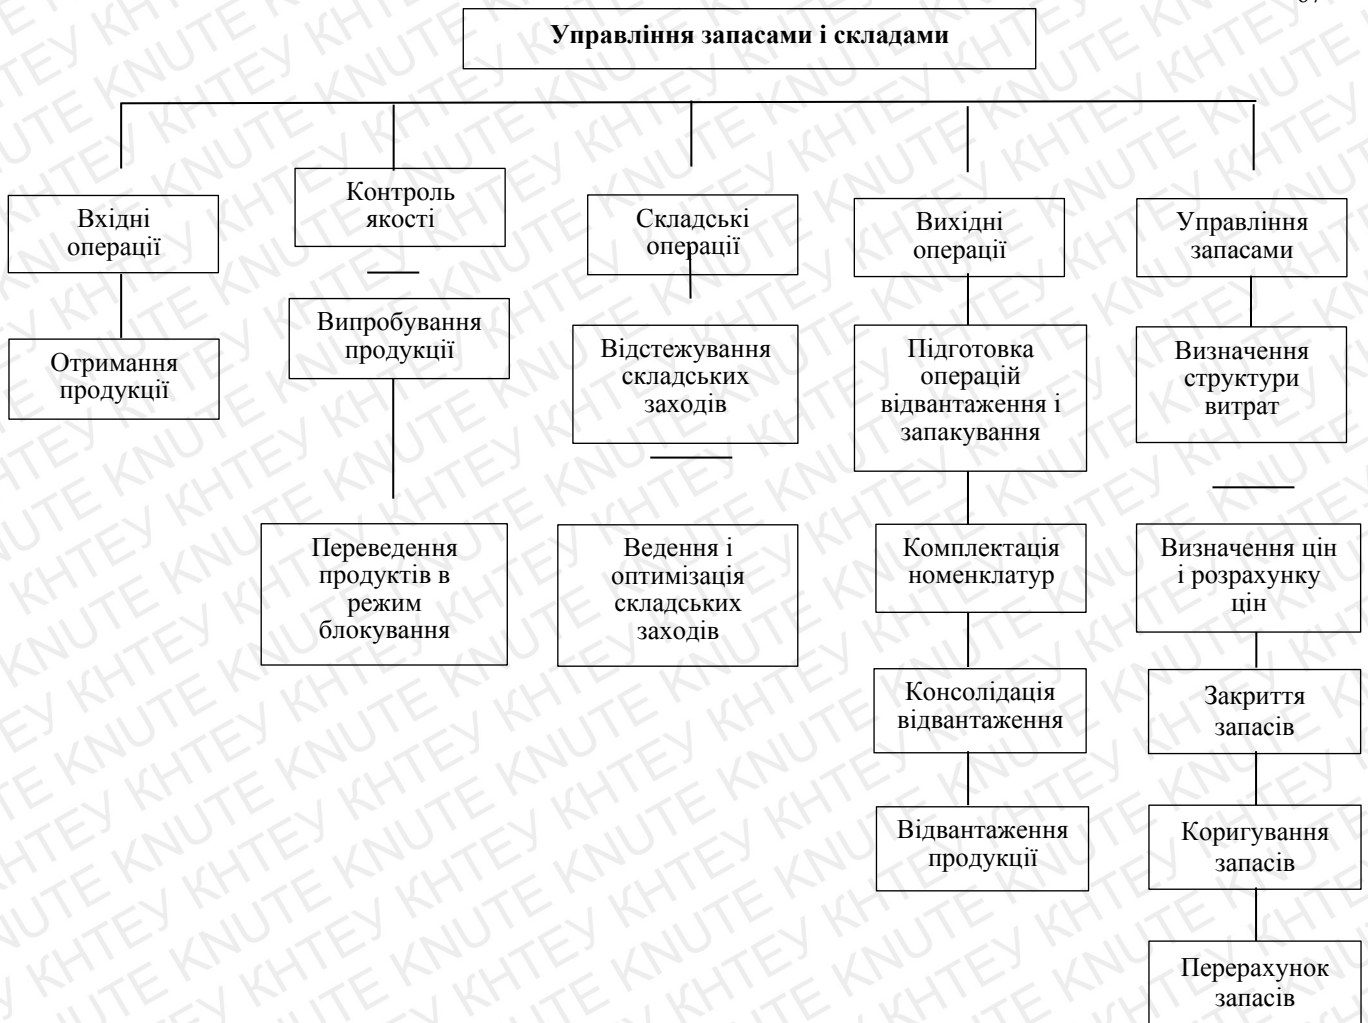 Управління запасами і складами
Вхідні
операції
Отримання
продукції
Контроль
якості
Випробування
продукції
Переведення
продуктів в
режим
блокування
Складські
операції
Відстежування
складських
заходів
Ведення і
оптимізація
складських
заходів
Вихідні
операції
Підготовка
операцій
відвантаження і
запакування
Комплектація
номенклатур
Консолідація
відвантаження
Відвантаження
продукції
Управління
запасами
Визначення
структури
витрат
Визначення цін
і розрахунку
цін
Закриття
запасів
Коригування
запасів
Перерахунок
запасів